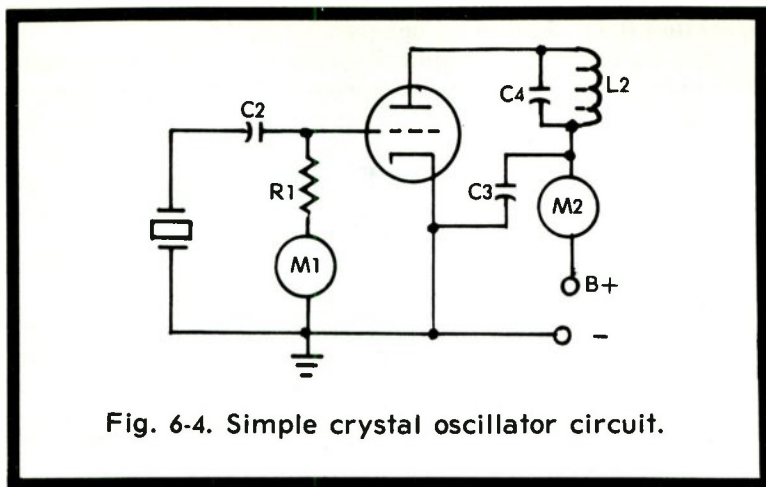 C2
R1
M1
C4
L2
C3
M2
B+
-
Fig. 6-4. Simple crystal oscillator circuit.